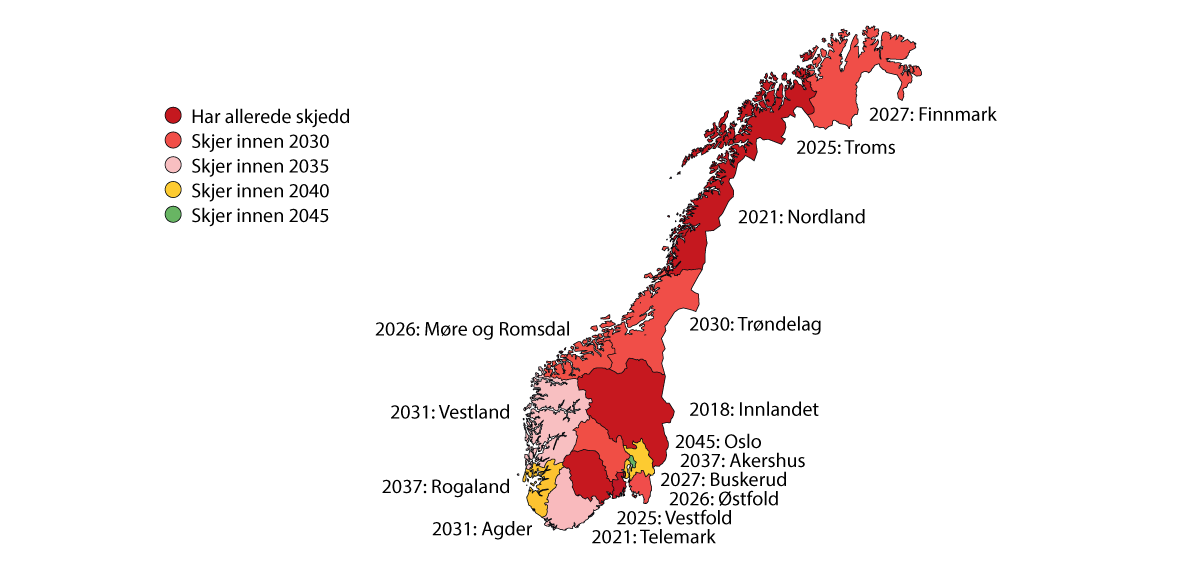 Har allerede skjedd
Skjer innen 2030
Skjer innen 2035
Skjer innen 2040
Skjer innen 2045
2027: Finnmark
2025: Troms
2021: Nordland
2030: Trøndelag
2026: Møre og Romsdal
2018: Innlandet
2031: Vestland
2045: Oslo
2037: Akershus
2027: Buskerud
2037: Rogaland
2026: Østfold
2025: Vestfold
2031: Agder
2021: Telemark